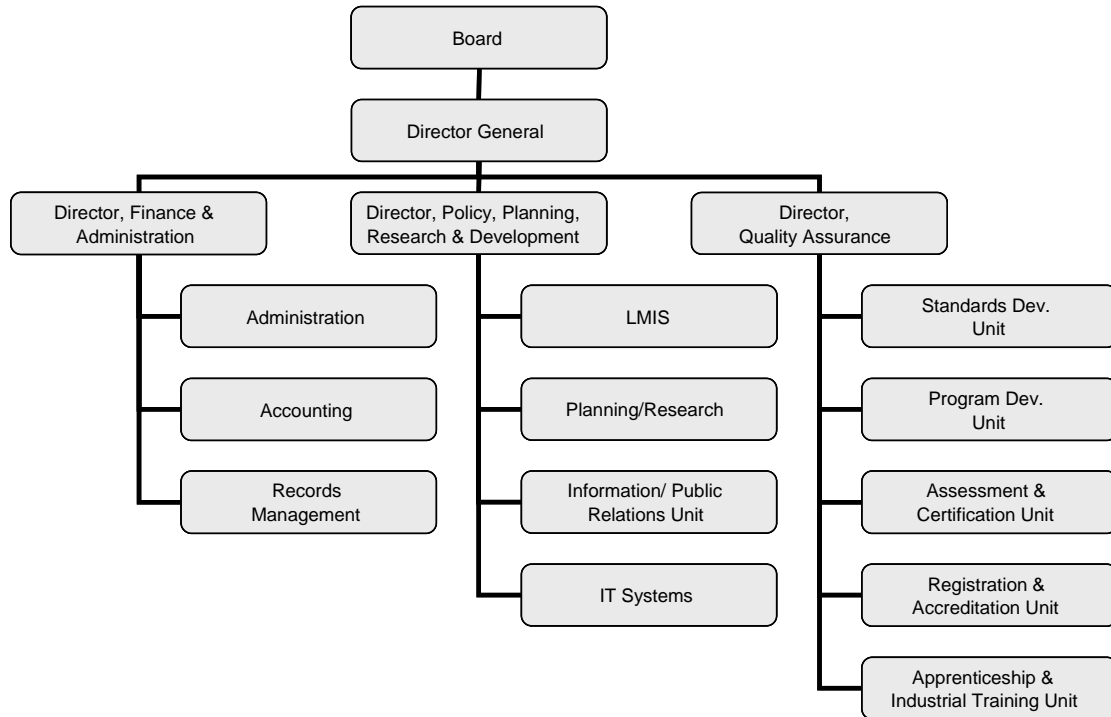 Board
Director General
Director, Finance &
Administration
Director, Policy, Planning,
Research & Development
Director,
Quality Assurance
Administration
Accounting
Records
Management
LMIS
Planning/Research
Information/ Public
Relations Unit
IT Systems
Standards Dev.
Unit
Program Dev.
Unit
Assessment &
Certification Unit
Registration &
Accreditation Unit
Apprenticeship &
Industrial Training Unit